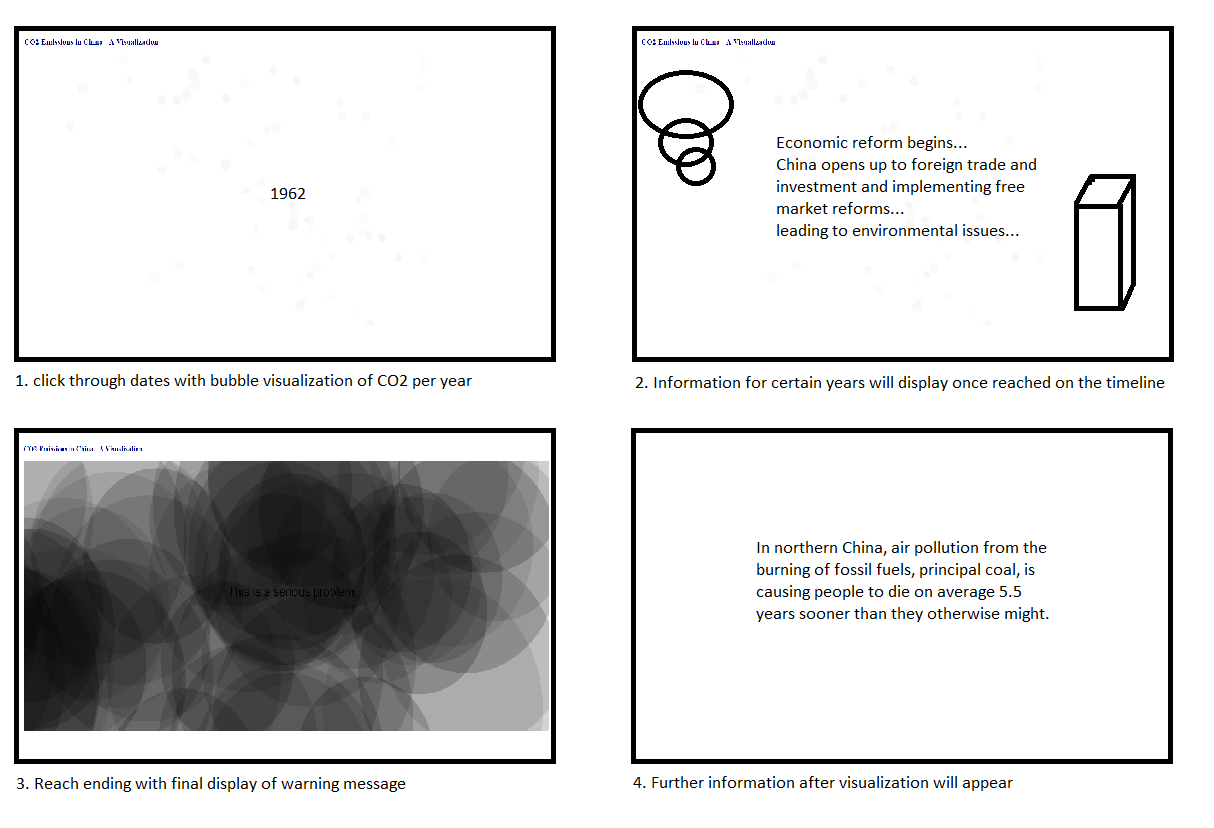 CO2 Emissions in China - A Visualization
1962
1. click through dates with bubble visualization of CO2 per year
CO2 Emissions in China - A Visualization
Economic reform begins...
China opens up to foreign trade and
investment and implementing free
market reforms...
leading to environmental issues...
2. Information for certain years will display once reached on the timeline
CO2 Emissions in China - A Visualization
This is a serious problem.
3. Reach ending with final display of warning message
In northern China, air pollution from the
burning of fossil fuels, principal coal, is
causing people to die on average 5.5
years sooner than they otherwise might.
4. Further information after visualization will appear